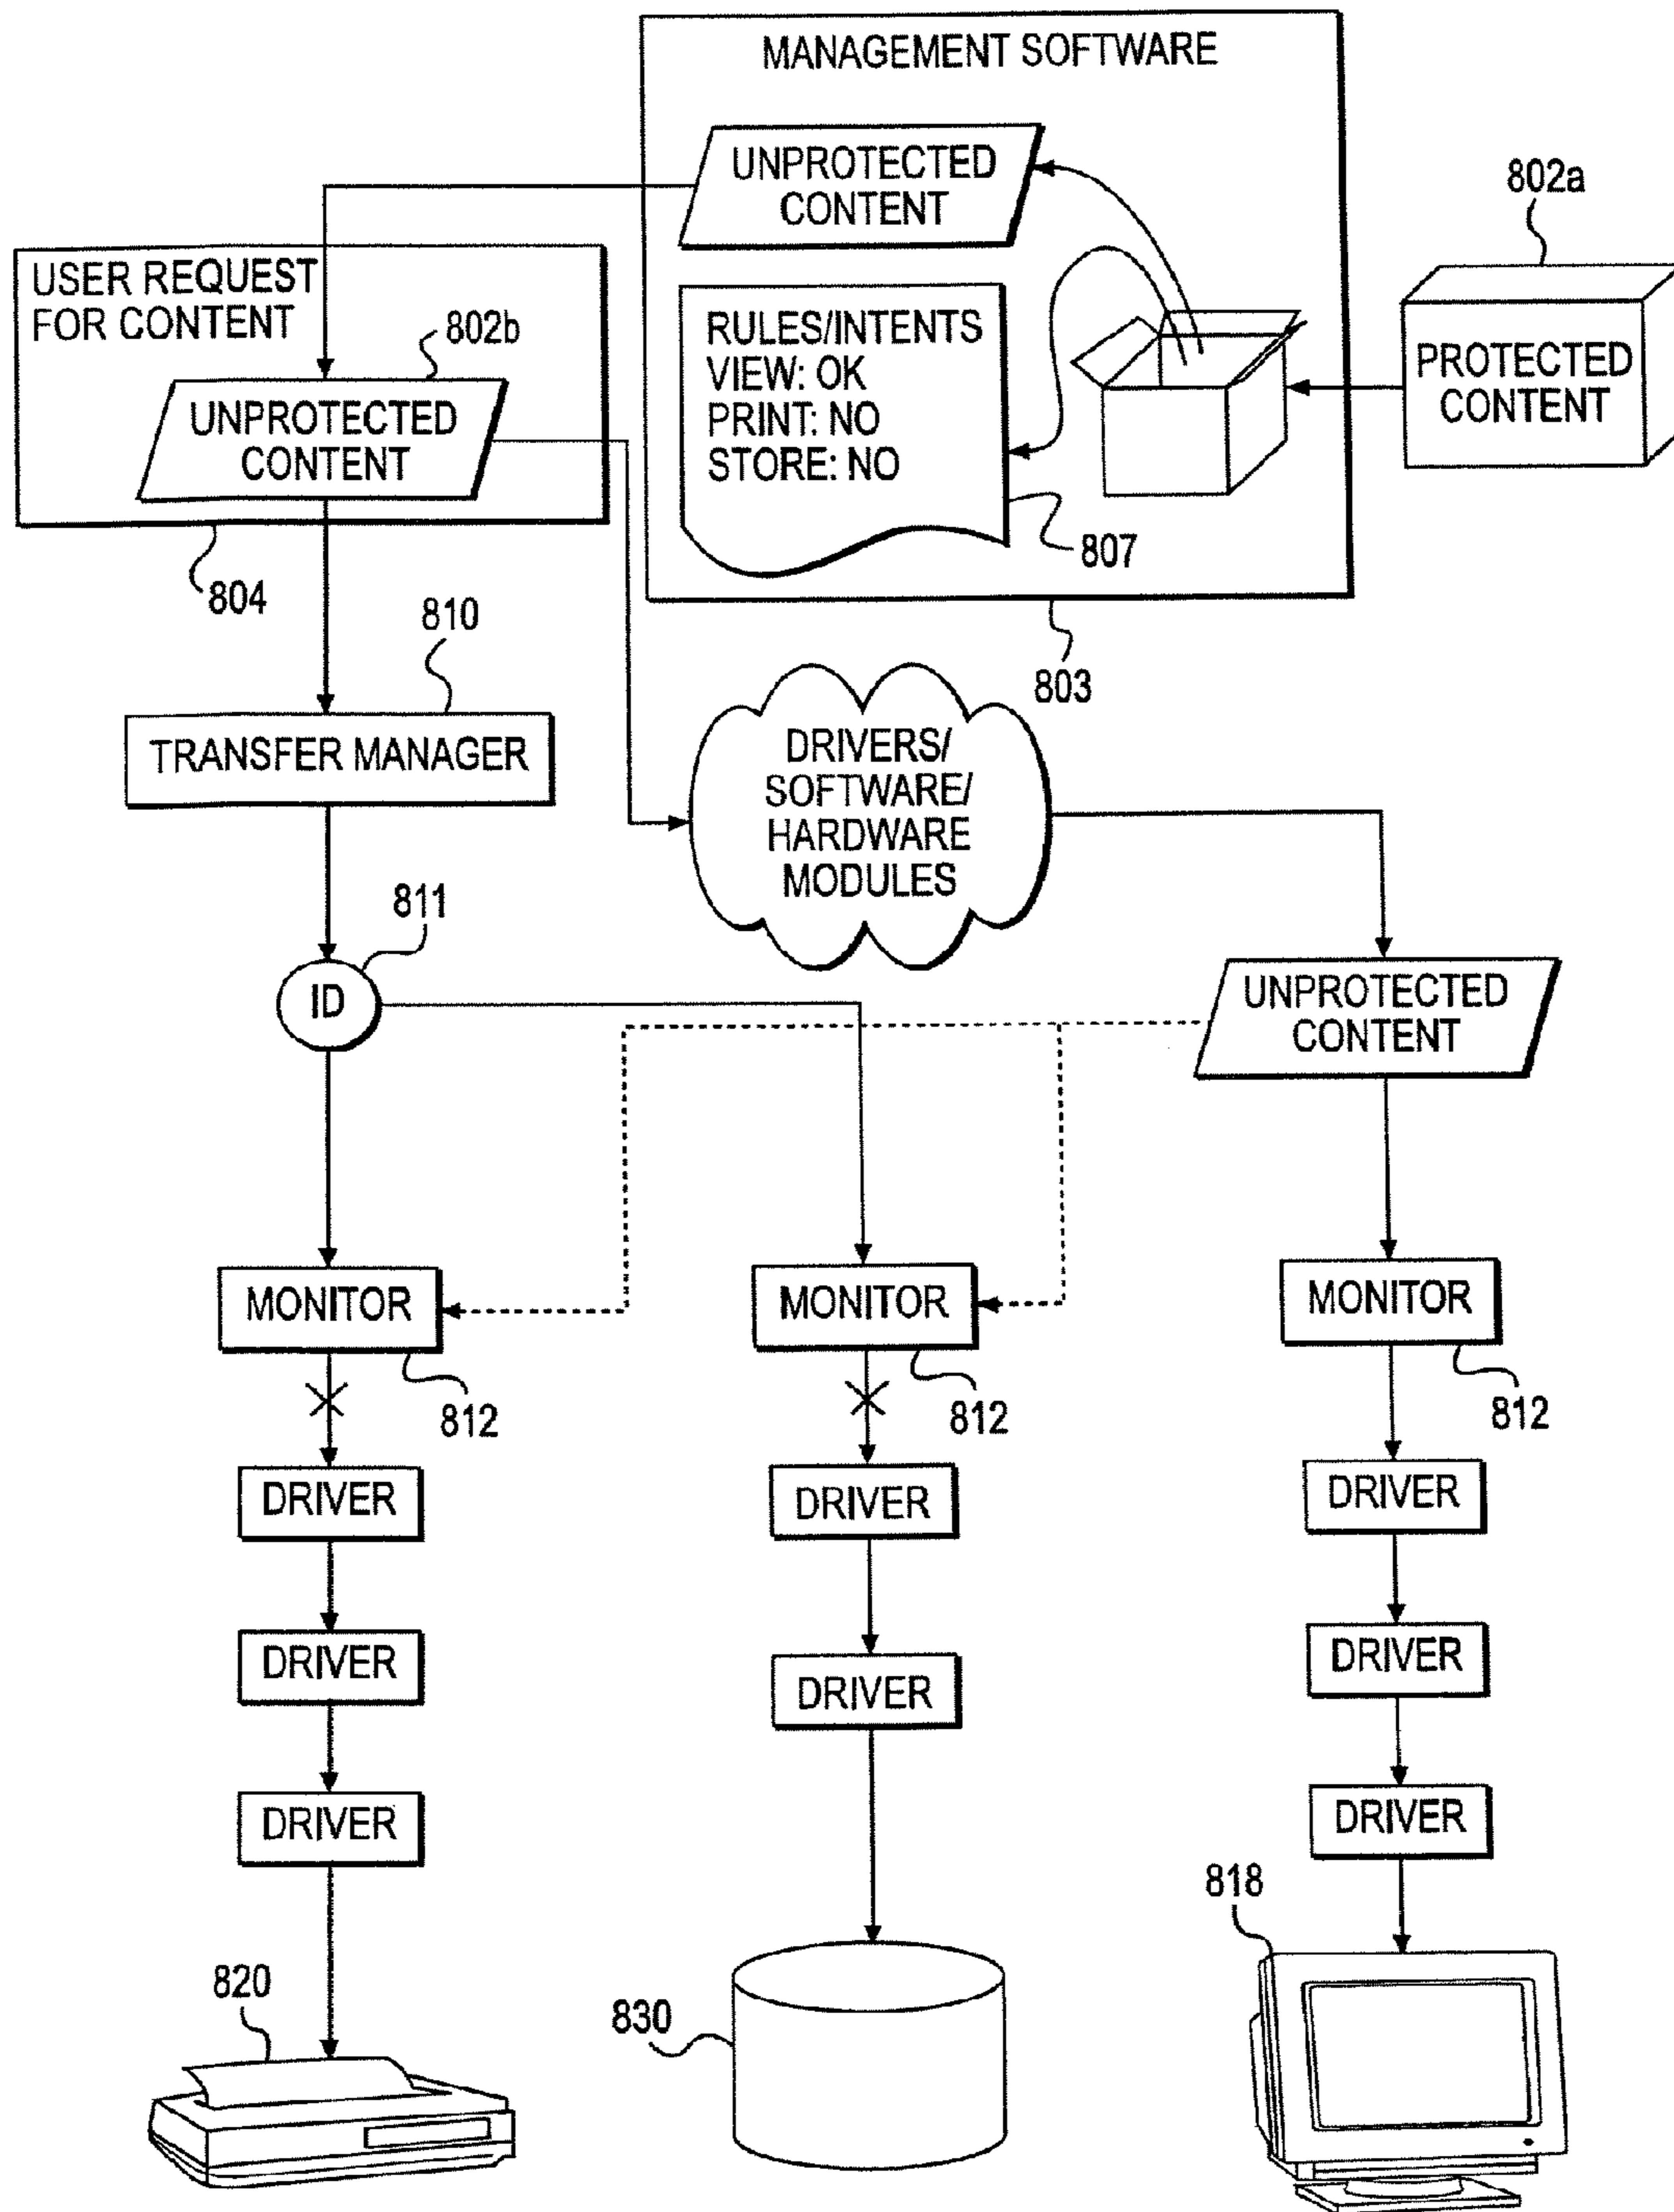 MANAGEMENT SOFTWARE
UNPROTECTED
CONTENT
802a
USER REQUEST
FOR CONTENT
802b
UNPROTECTED
CONTENT
RULES/INTENTS
VIEW: OK
PRINT: NO
STORE: NO
PROTECTED
CONTENT
807
804
803
810
TRANSFER MANAGER
DRIVERS/
SOFTWARE/
HARDWARE
MODULES
811
ID
UNPROTECTED
CONTENT
MONITOR
MONITOR
MONITOR
812
812
812
DRIVER
DRIVER
DRIVER
DRIVER
DRIVER
DRIVER
DRIVER
DRIVER
818
820
830